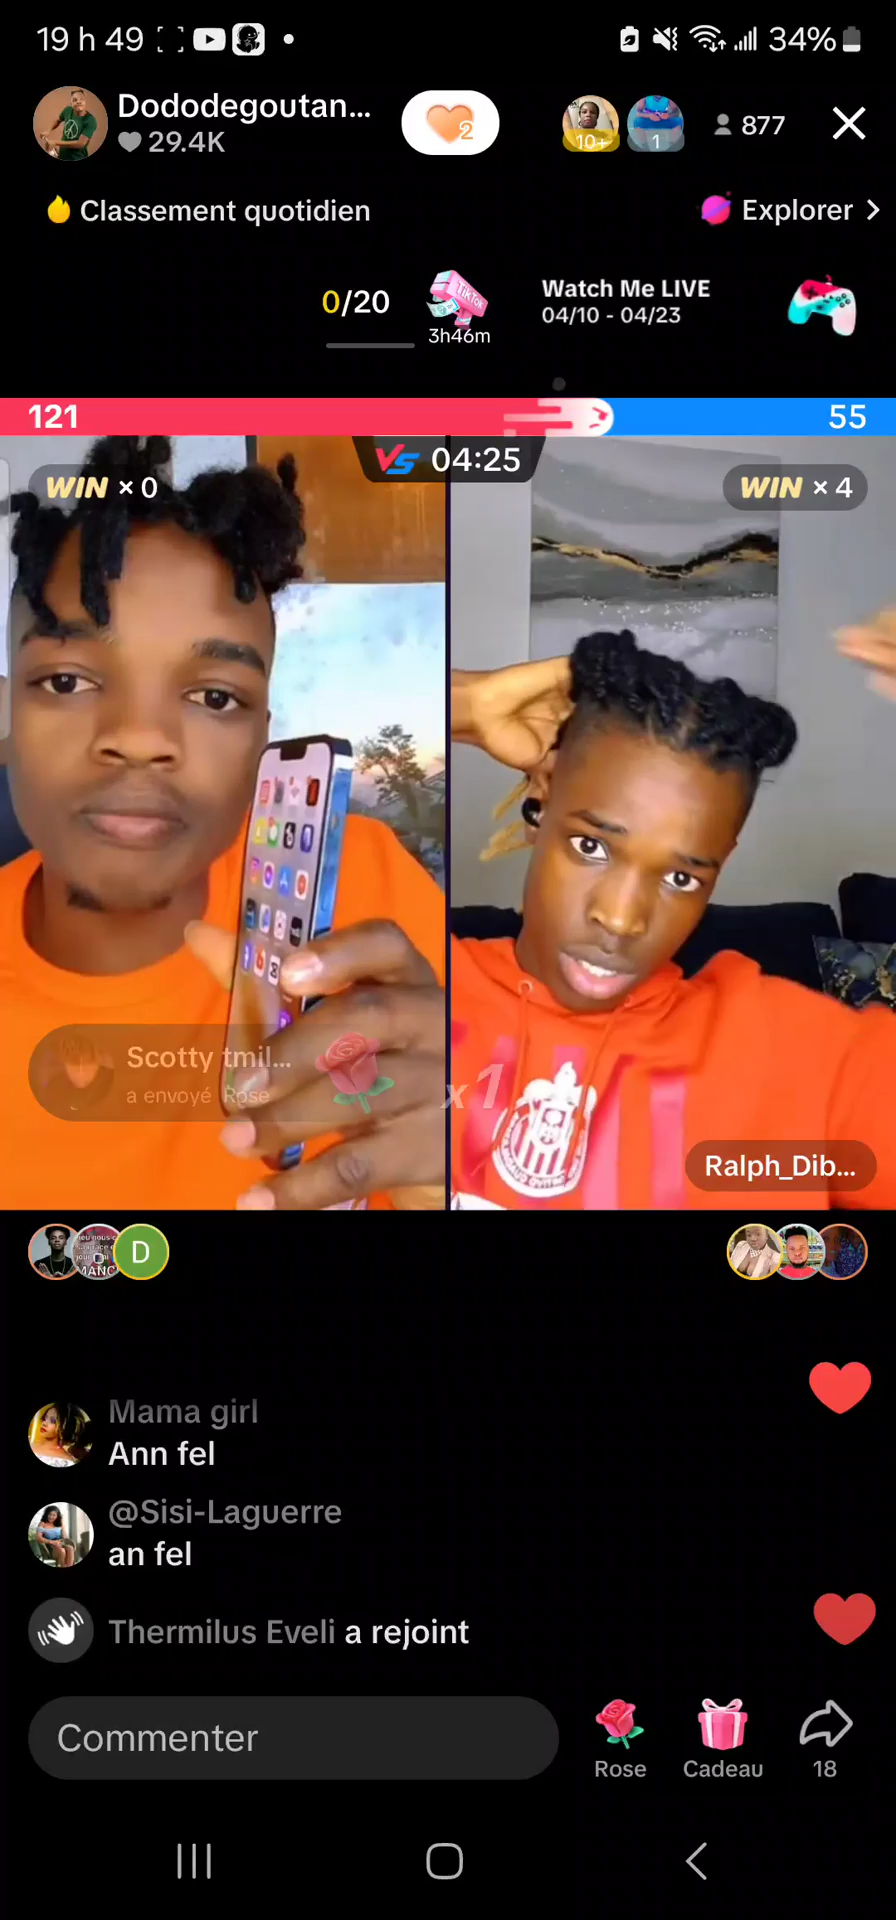 19 h 49
34%
Dododegoutan...
29.4K
2
10+
1
877
Classement quotidien
Explorer
0/20
TikTok
3h46m
Watch Me LIVE
04/10 - 04/23
121
55
VS 04:25
WIN × 0
WIN × 4
Scotty tmil...
a envoyé Rose
x1
Ralph_Dib...
D
Mama girl
Ann fel
@Sisi-Laguerre
an fel
Thermilus Eveli a rejoint
Commenter
Rose
Cadeau
18